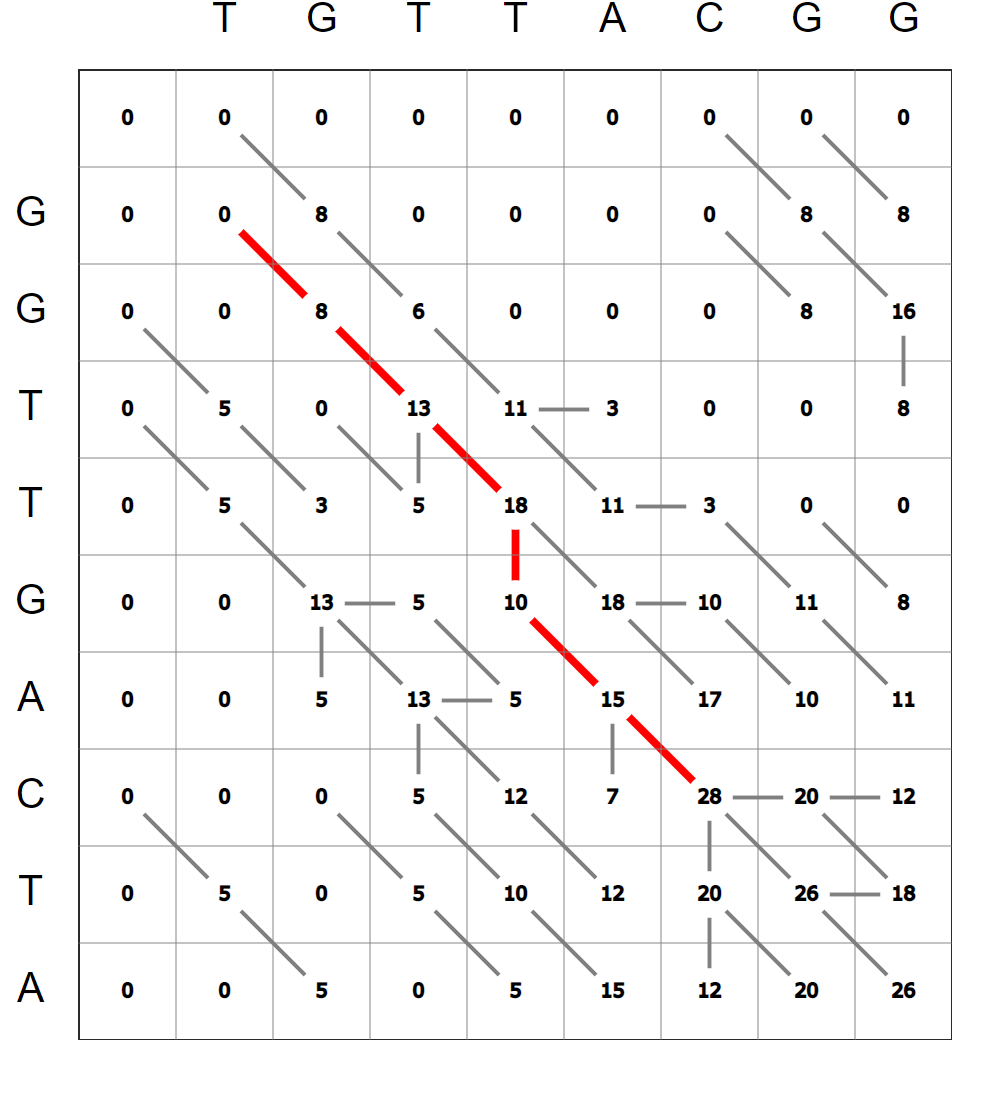 T G T T A C G G
0 0 0 0 0 0 0 0 0
G 0 0 8 0 0 0 0 8 8
G 0 0 8 6 0 0 0 8 16
T 0 5 0 13 11 3 0 0 8
T 0 5 3 5 18 11 3 0 0
G 0 0 13 5 10 18 10 11 8
A 0 0 5 13 5 15 17 10 11
C 0 0 0 5 12 7 28 20 12
T 0 5 0 5 10 12 20 26 18
A 0 0 5 0 5 15 12 20 26